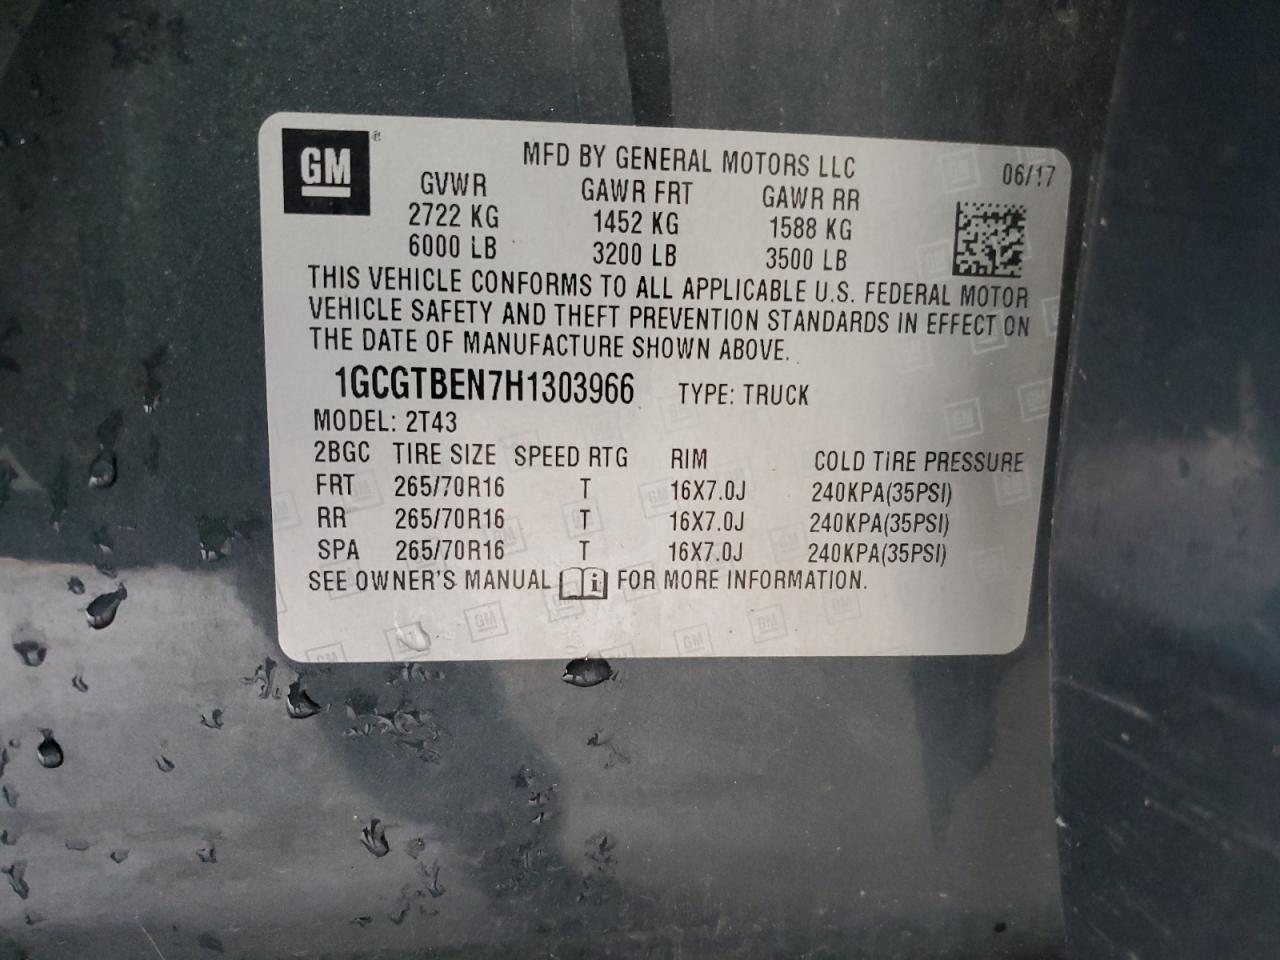 GM ®
MFD BY GENERAL MOTORS LLC 06/17
GVWR GAWR FRT GAWR RR
2722 KG 1452 KG 1588 KG
6000 LB 3200 LB 3500 LB
THIS VEHICLE CONFORMS TO ALL APPLICABLE U.S. FEDERAL MOTOR
VEHICLE SAFETY AND THEFT PREVENTION STANDARDS IN EFFECT ON
THE DATE OF MANUFACTURE SHOWN ABOVE.
1GCGTBEN7H1303966 TYPE: TRUCK
MODEL: 2T43
2BGC TIRE SIZE SPEED RTG RIM COLD TIRE PRESSURE
FRT 265/70R16 T 16X7.0J 240KPA(35PSI)
RR 265/70R16 T 16X7.0J 240KPA(35PSI)
SPA 265/70R16 T 16X7.0J 240KPA(35PSI)
SEE OWNER'S MANUAL i FOR MORE INFORMATION.